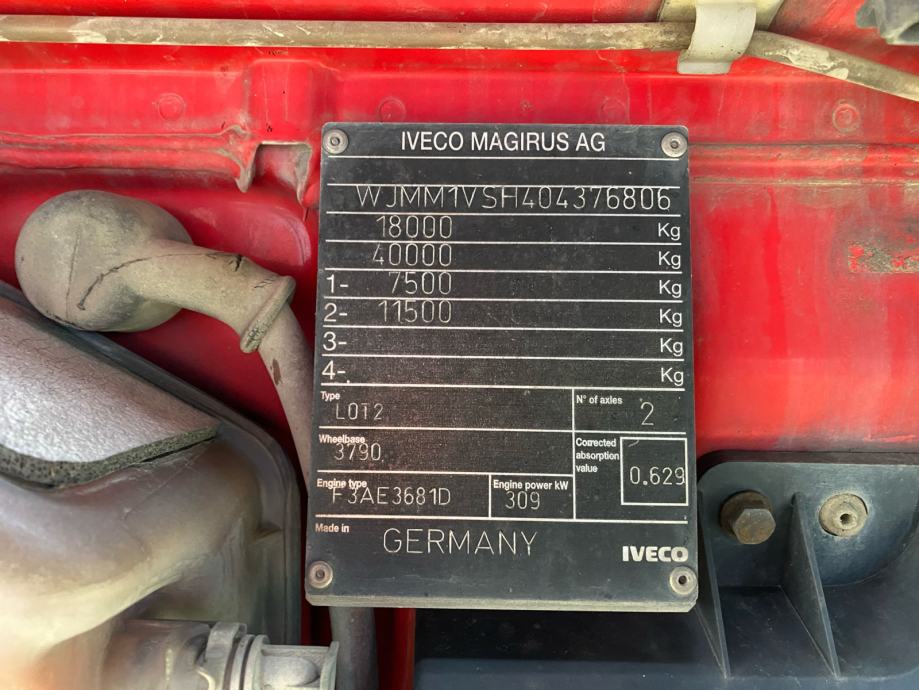 IVECO MAGIRUS AG
WJMM1VSH404376806
18000 Kg
40000 Kg
1- 7500 Kg
2- 11500 Kg
3- Kg
4- Kg
Type
L0T2
N° of axles
2
Wheelbase
3790
Corrected absorption value
0.629
Engine type
F3AE3681D
Engine power kW
309
Made in
GERMANY
IVECO